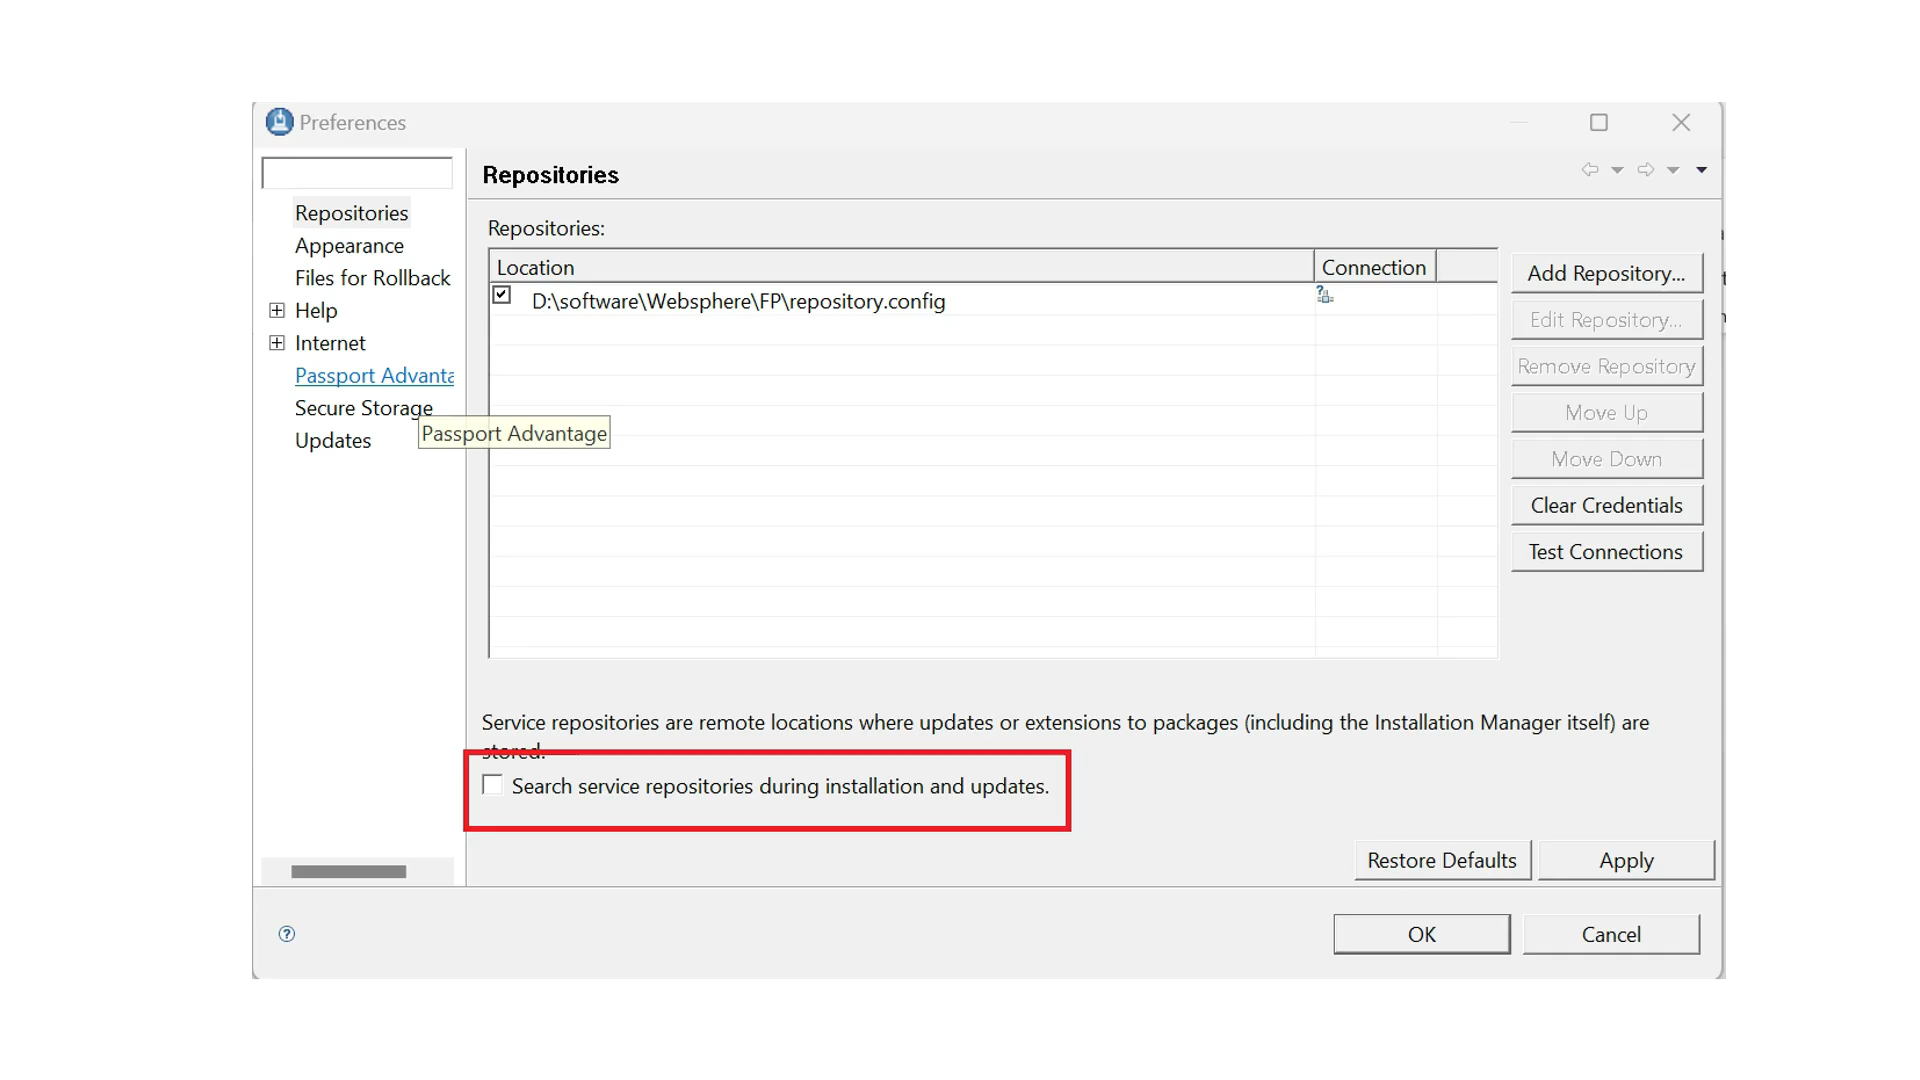 Preferences
Repositories
Repositories
Appearance
Files for Rollback
Help
Internet
Passport Advanta
Secure Storage
Updates
Passport Advantage
Repositories:
Location
Connection
D:\software\Websphere\FP\repository.config
Add Repository...
Edit Repository...
Remove Repository
Move Up
Move Down
Clear Credentials
Test Connections
Service repositories are remote locations where updates or extensions to packages (including the Installation Manager itself) are
stored.
Search service repositories during installation and updates.
Restore Defaults
Apply
OK
Cancel